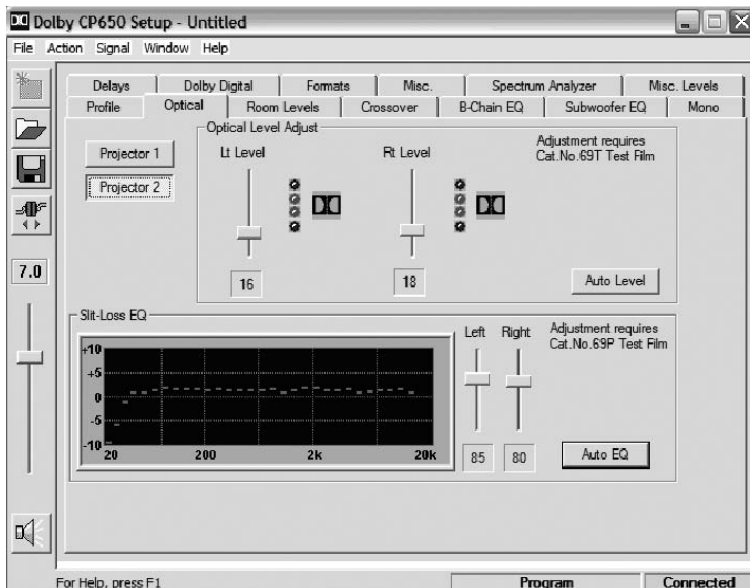 Dolby CP650 Setup - Untitled
File Action Signal Window Help
Delays Dolby Digital Formats Misc. Spectrum Analyzer Misc. Levels
Profile Optical Room Levels Crossover B-Chain EQ Subwoofer EQ Mono
Optical Level Adjust
Projector 1
Projector 2
Lt Level
Rt Level
Adjustment requires
Cat.No.69T Test Film
16
18
Auto Level
7.0
Slit-Loss EQ
+10
+5
0
-5
-10
20 200 2k 20k
Left Right
Adjustment requires
Cat.No.69P Test Film
85 80
Auto EQ
For Help, press F1
Program
Connected